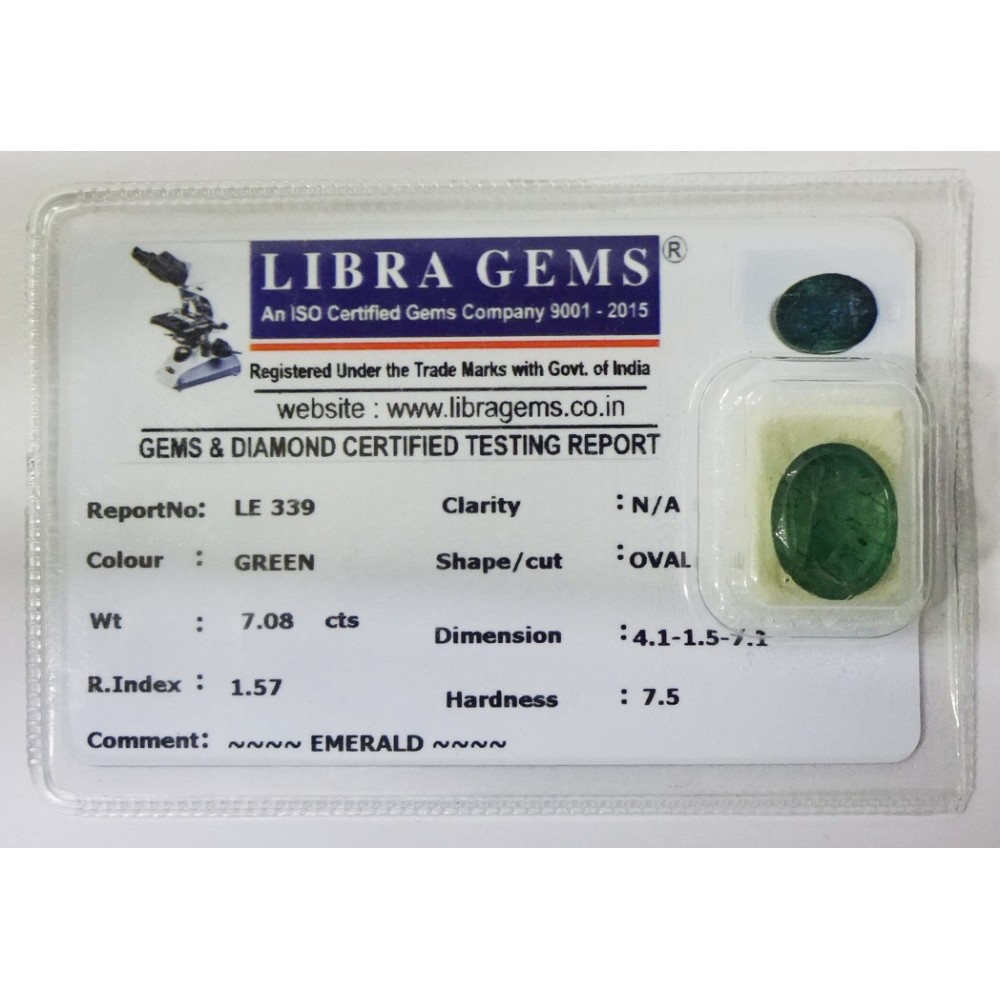 LIBRA GEMS ®
An ISO Certified Gems Company 9001 - 2015
Registered Under the Trade Marks with Govt. of India
website : www.libragems.co.in
GEMS & DIAMOND CERTIFIED TESTING REPORT
ReportNo: LE 339 Clarity : N/A
Colour : GREEN Shape/cut : OVAL
Wt : 7.08 cts Dimension : 4.1-1.5-7.1
R.Index : 1.57 Hardness : 7.5
Comment: ~~~~ EMERALD ~~~~